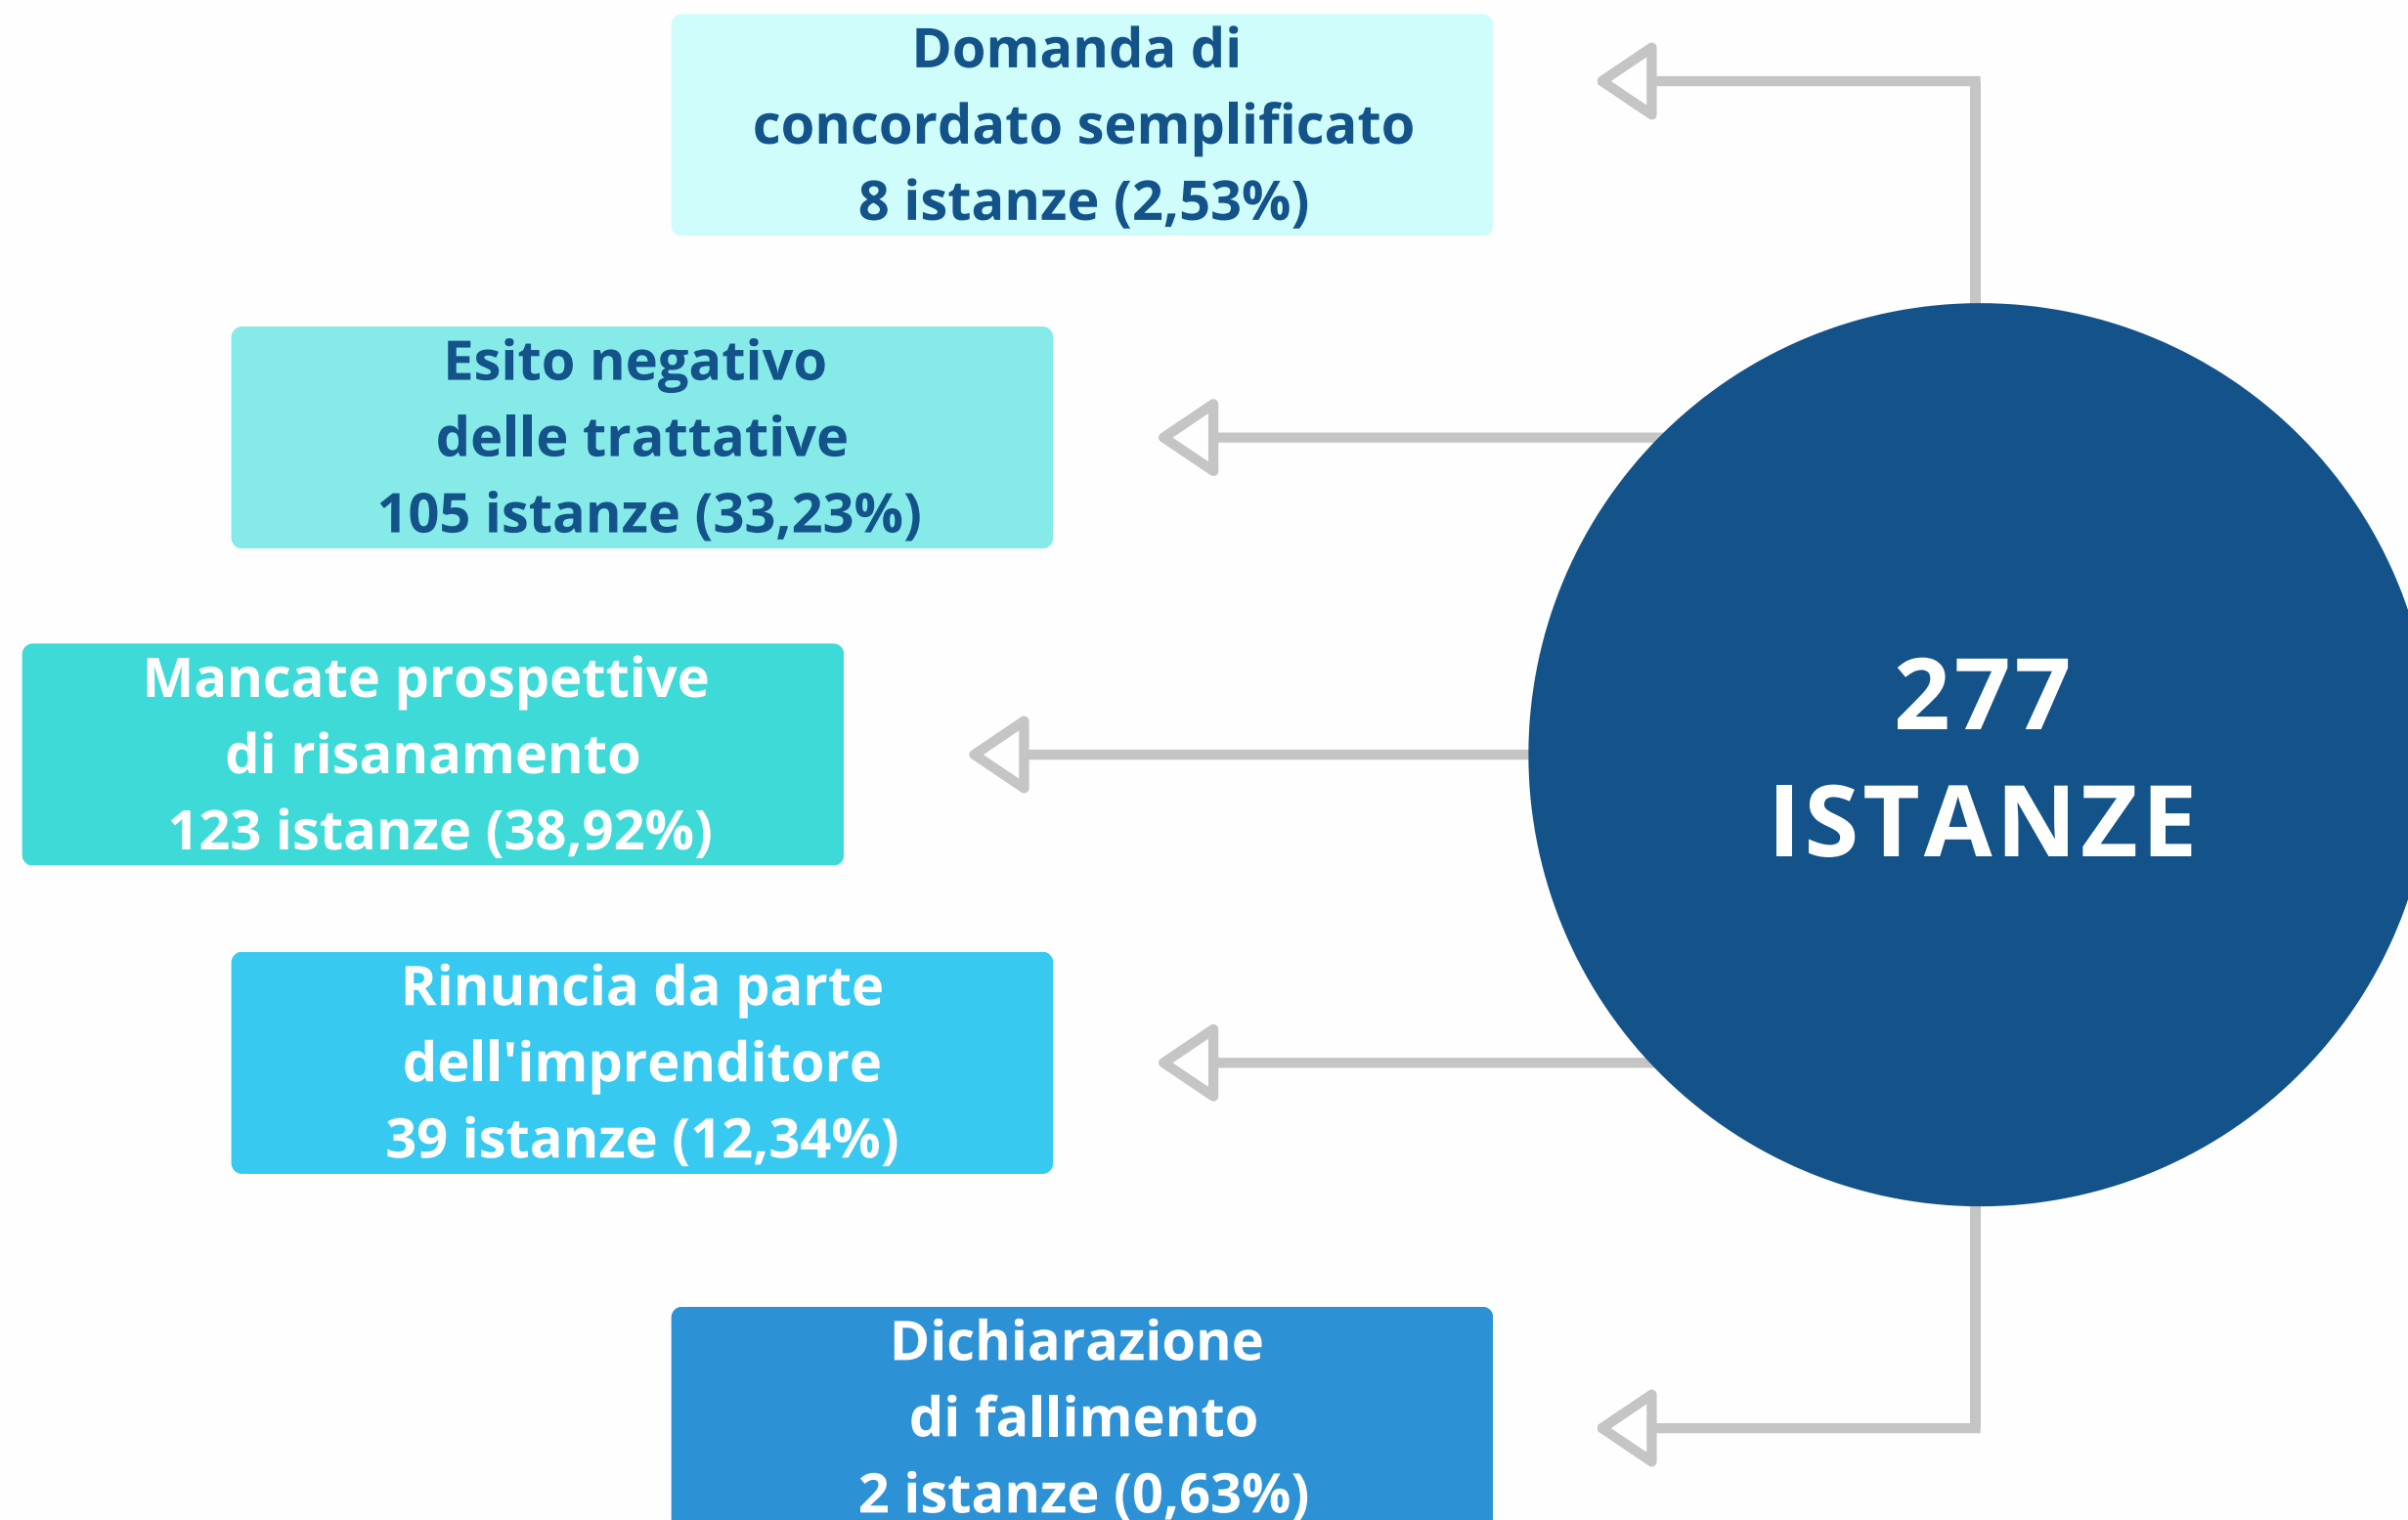 Domanda di
concordato semplificato
8 istanze (2,53%)
Esito negativo
delle trattative
105 istanze (33,23%)
Mancate prospettive
di risanamento
123 istanze (38,92%)
277
ISTANZE
Rinuncia da parte
dell'imprenditore
39 istanze (12,34%)
Dichiarazione
di fallimento
2 istanze (0,63%)